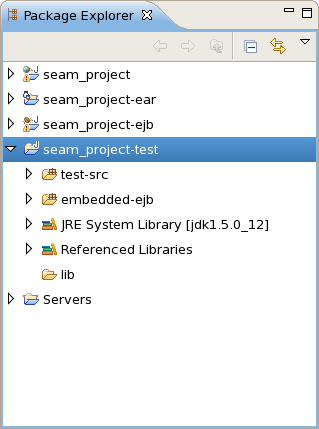 Package Explorer
seam_project
seam_project-ear
seam_project-ejb
seam_project-test
test-src
embedded-ejb
JRE System Library [jdk1.5.0_12]
Referenced Libraries
lib
Servers